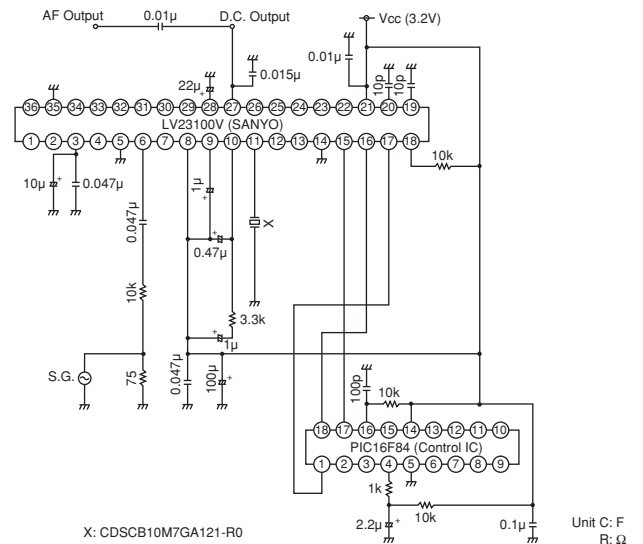 AF Output
0.01µ
D.C. Output
Vcc (3.2V)
0.01µ
22µ
+
0.015µ
10p
10p
36 35 34 33 32 31 30 29 28 27 26 25 24 23 22 21 20 19
LV23100V (SANYO)
1 2 3 4 5 6 7 8 9 10 11 12 13 14 15 16 17 18
10k
10µ
+
0.047µ
0.047µ
1µ
+
X
+
0.47µ
10k
3.3k
+
1µ
S.G.
75
0.047µ
100µ
+
100p
10k
18 17 16 15 14 13 12 11 10
PIC16F84 (Control IC)
1 2 3 4 5 6 7 8 9
1k
10k
2.2µ
+
0.1µ
X: CDSCB10M7GA121-R0
Unit C: F
R: Ω